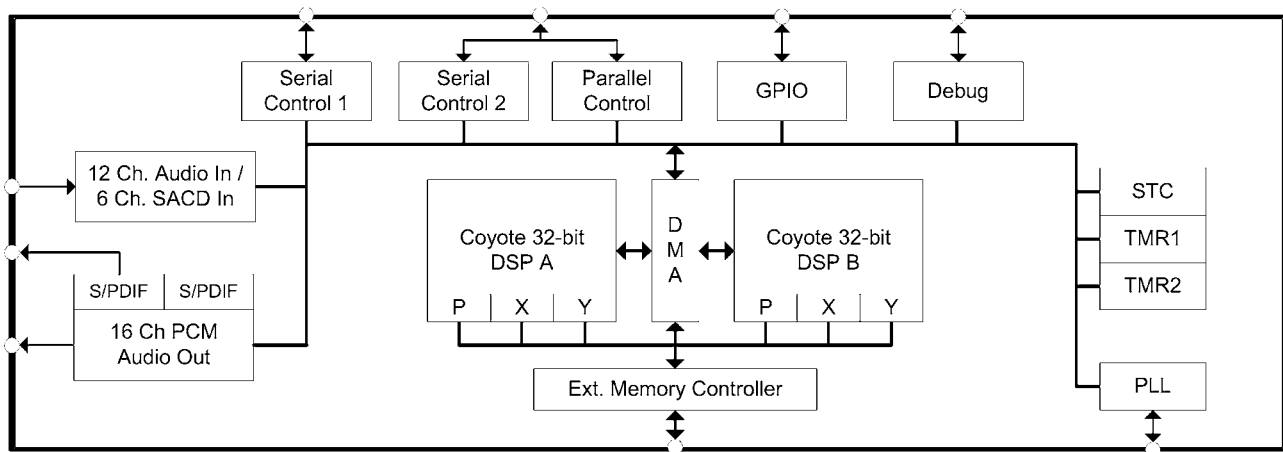 Serial
Control 1
Serial
Control 2
Parallel
Control
GPIO
Debug
12 Ch. Audio In /
6 Ch. SACD In
S/PDIF
S/PDIF
16 Ch PCM
Audio Out
Coyote 32-bit
DSP A
P
X
Y
D
M
A
Coyote 32-bit
DSP B
P
X
Y
Ext. Memory Controller
STC
TMR1
TMR2
PLL